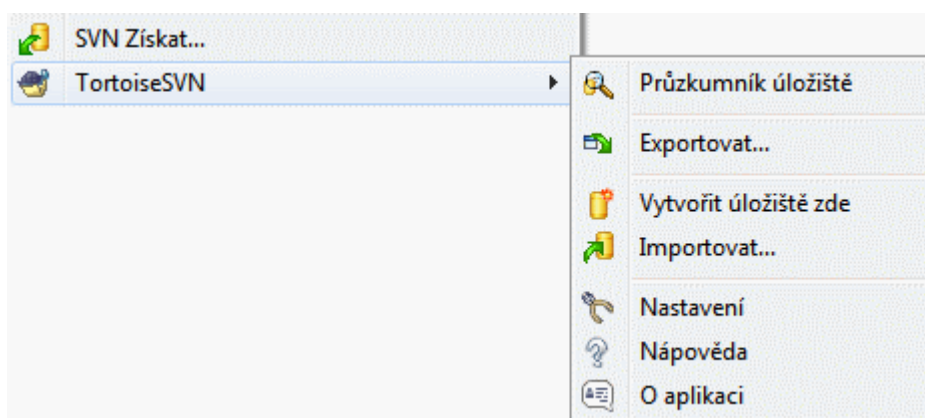 SVN Získat...
TortoiseSVN
Průzkumník úložiště
Exportovat...
Vytvořit úložiště zde
Importovat...
Nastavení
Nápověda
O aplikaci